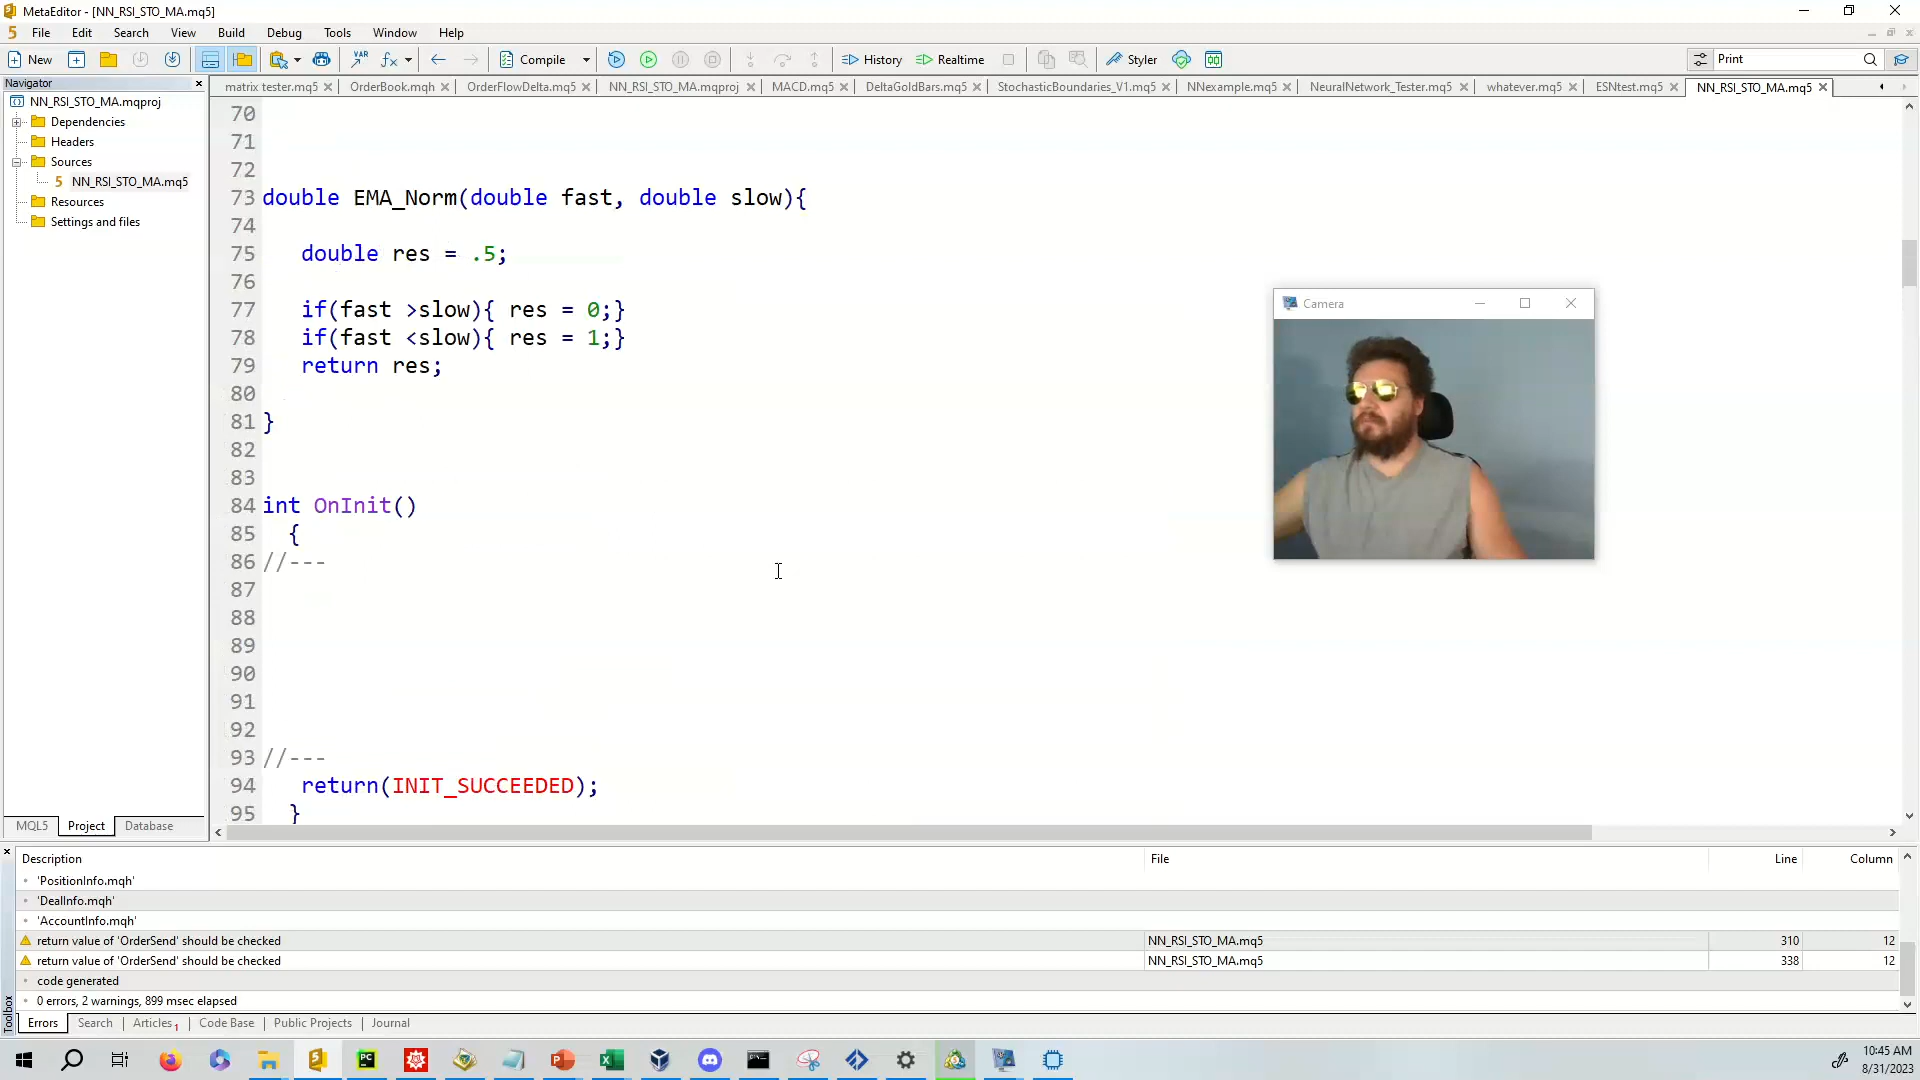 MetaEditor - [NN_RSI_STO_MA.mq5]
5 File Edit Search View Build Debug Tools Window Help
New VAR fx Compile History Realtime Styler Print
Navigator
matrix tester.mq5 OrderBook.mqh OrderFlowDelta.mq5 NN_RSI_STO_MA.mqproj MACD.mq5 DeltaGoldBars.mq5 StochasticBoundaries_V1.mq5 NNexample.mq5 NeuralNetwork_Tester.mq5 whatever.mq5 ESNtest.mq5 NN_RSI_STO_MA.mq5
NN_RSI_STO_MA.mqproj
Dependencies
Headers
Sources
5 NN_RSI_STO_MA.mq5
Resources
Settings and files
MQL5 Project Database
70
71
72
73 double EMA_Norm(double fast, double slow){
74
75 double res = .5;
76
77 if(fast >slow){ res = 0;}
78 if(fast <slow){ res = 1;}
79 return res;
80
81 }
82
83
84 int OnInit()
85 {
86 //---
87
88
89
90
91
92
93 //---
94 return(INIT_SUCCEEDED);
95 }
Camera
Description File Line Column
'PositionInfo.mqh'
'DealInfo.mqh'
'AccountInfo.mqh'
return value of 'OrderSend' should be checked NN_RSI_STO_MA.mq5 310 12
return value of 'OrderSend' should be checked NN_RSI_STO_MA.mq5 338 12
code generated
0 errors, 2 warnings, 899 msec elapsed
Toolbox
Errors Search Articles 1 Code Base Public Projects Journal
PC
10:45 AM
8/31/2023